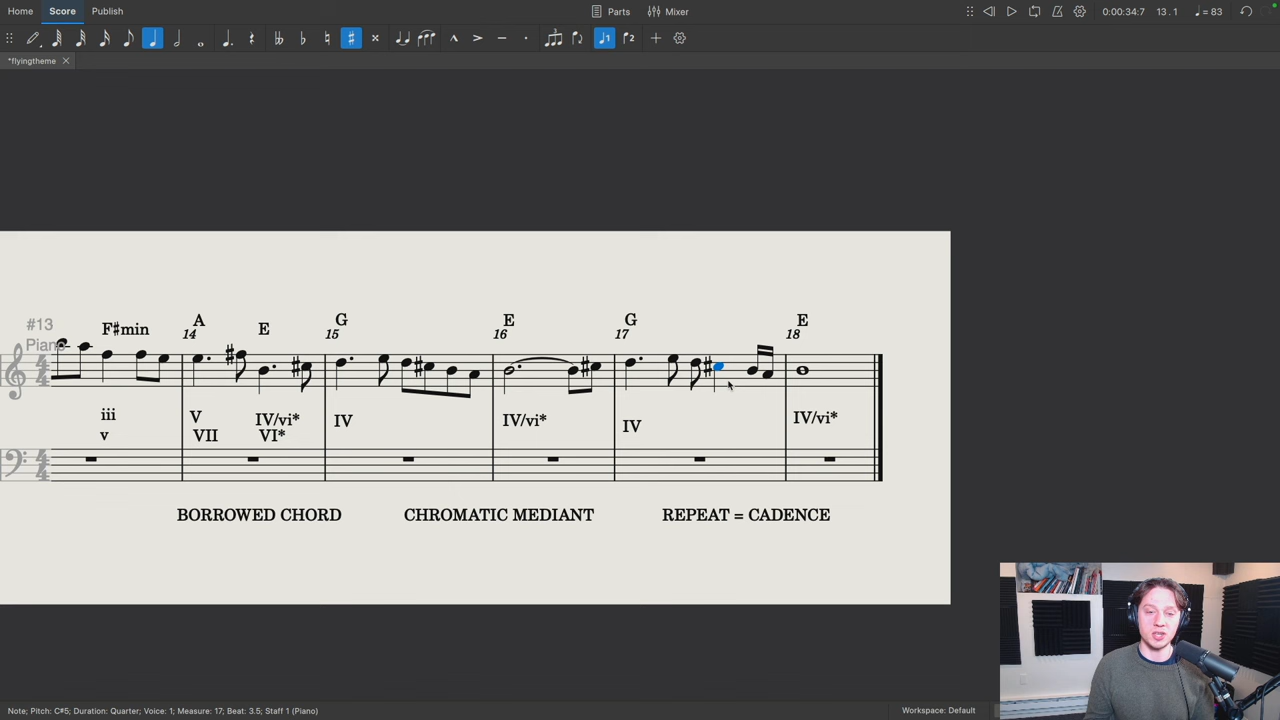 Home Score Publish Parts Mixer 0:00:34:7 13.1 ♩= 83
1 2
*flyingtheme
#13
Piano
F♯min A E G E G E
14 15 16 17 18
iii V IV/vi* IV IV/vi* IV IV/vi*
v VII VI*
BORROWED CHORD CHROMATIC MEDIANT REPEAT = CADENCE
Note; Pitch: C#5; Duration: Quarter; Voice: 1; Measure: 17; Beat: 3.5; Staff 1 (Piano) Workspace: Default